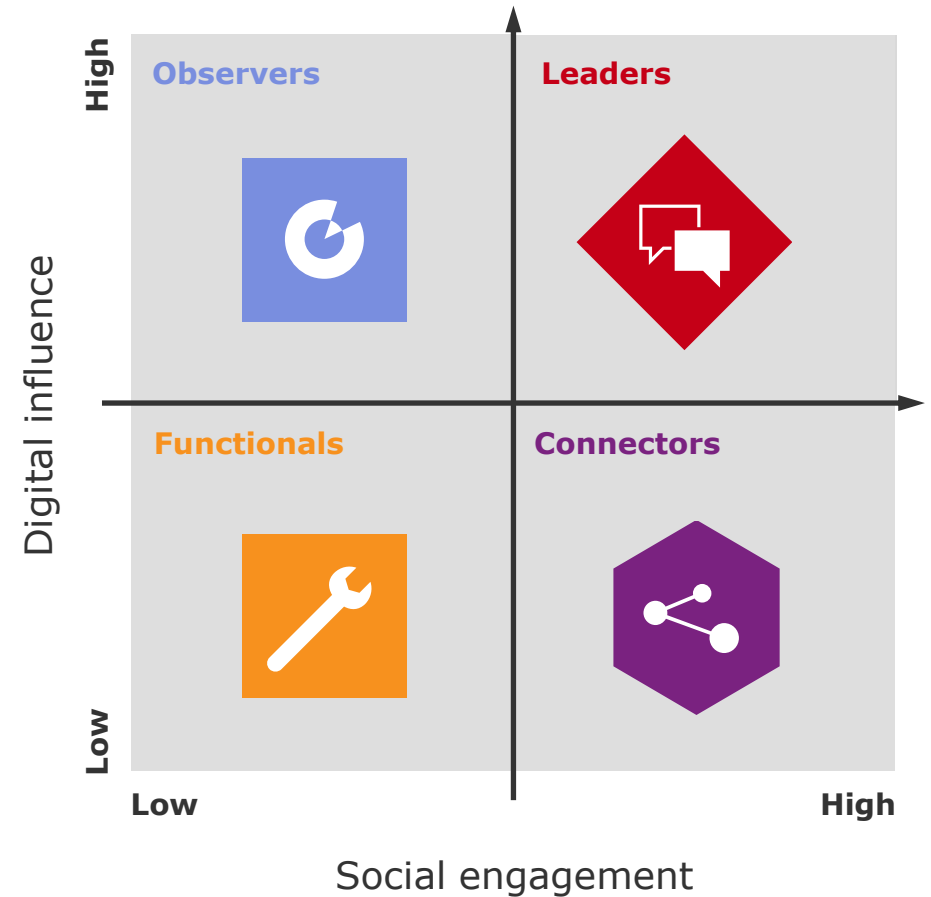 High
Observers
Leaders
Digital influence
Functionals
Connectors
Low
Low
High
Social engagement